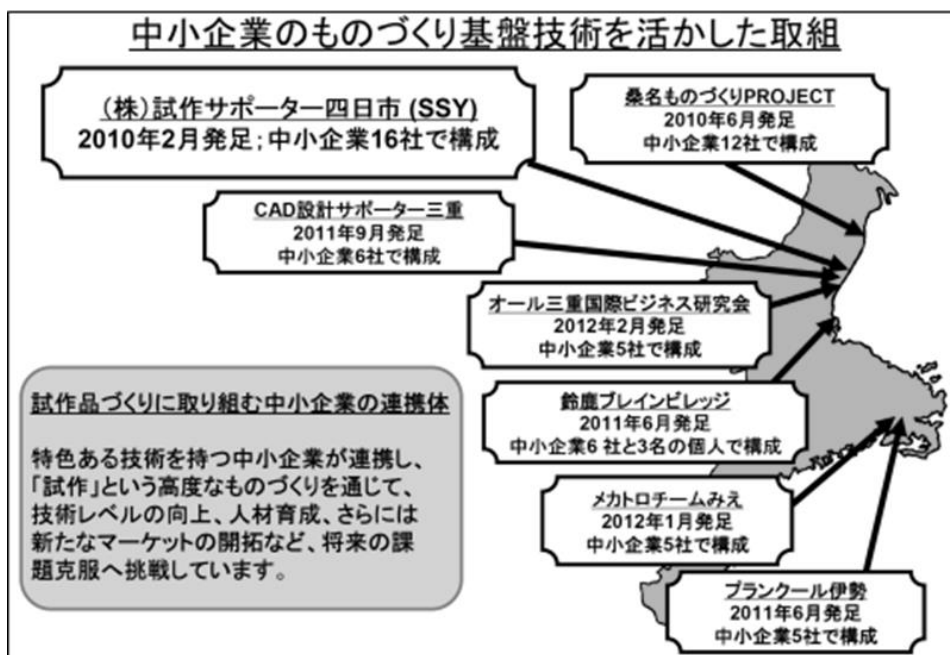 中小企業のものづくり基盤技術を活かした取組
(株)試作サポーター四日市 (SSY)
2010年2月発足;中小企業16社で構成
桑名ものづくりPROJECT
2010年6月発足
中小企業12社で構成
CAD設計サポーター三重
2011年9月発足
中小企業6社で構成
オール三重国際ビジネス研究会
2012年2月発足
中小企業5社で構成
鈴鹿ブレインビレッジ
2011年6月発足
中小企業6 社と3名の個人で構成
メカトロチームみえ
2012年1月発足
中小企業5社で構成
プランクール伊勢
2011年6月発足
中小企業5社で構成
試作品づくりに取り組む中小企業の連携体
特色ある技術を持つ中小企業が連携し、
「試作」という高度なものづくりを通じて、
技術レベルの向上、人材育成、さらには
新たなマーケットの開拓など、将来の課
題克服へ挑戦しています。